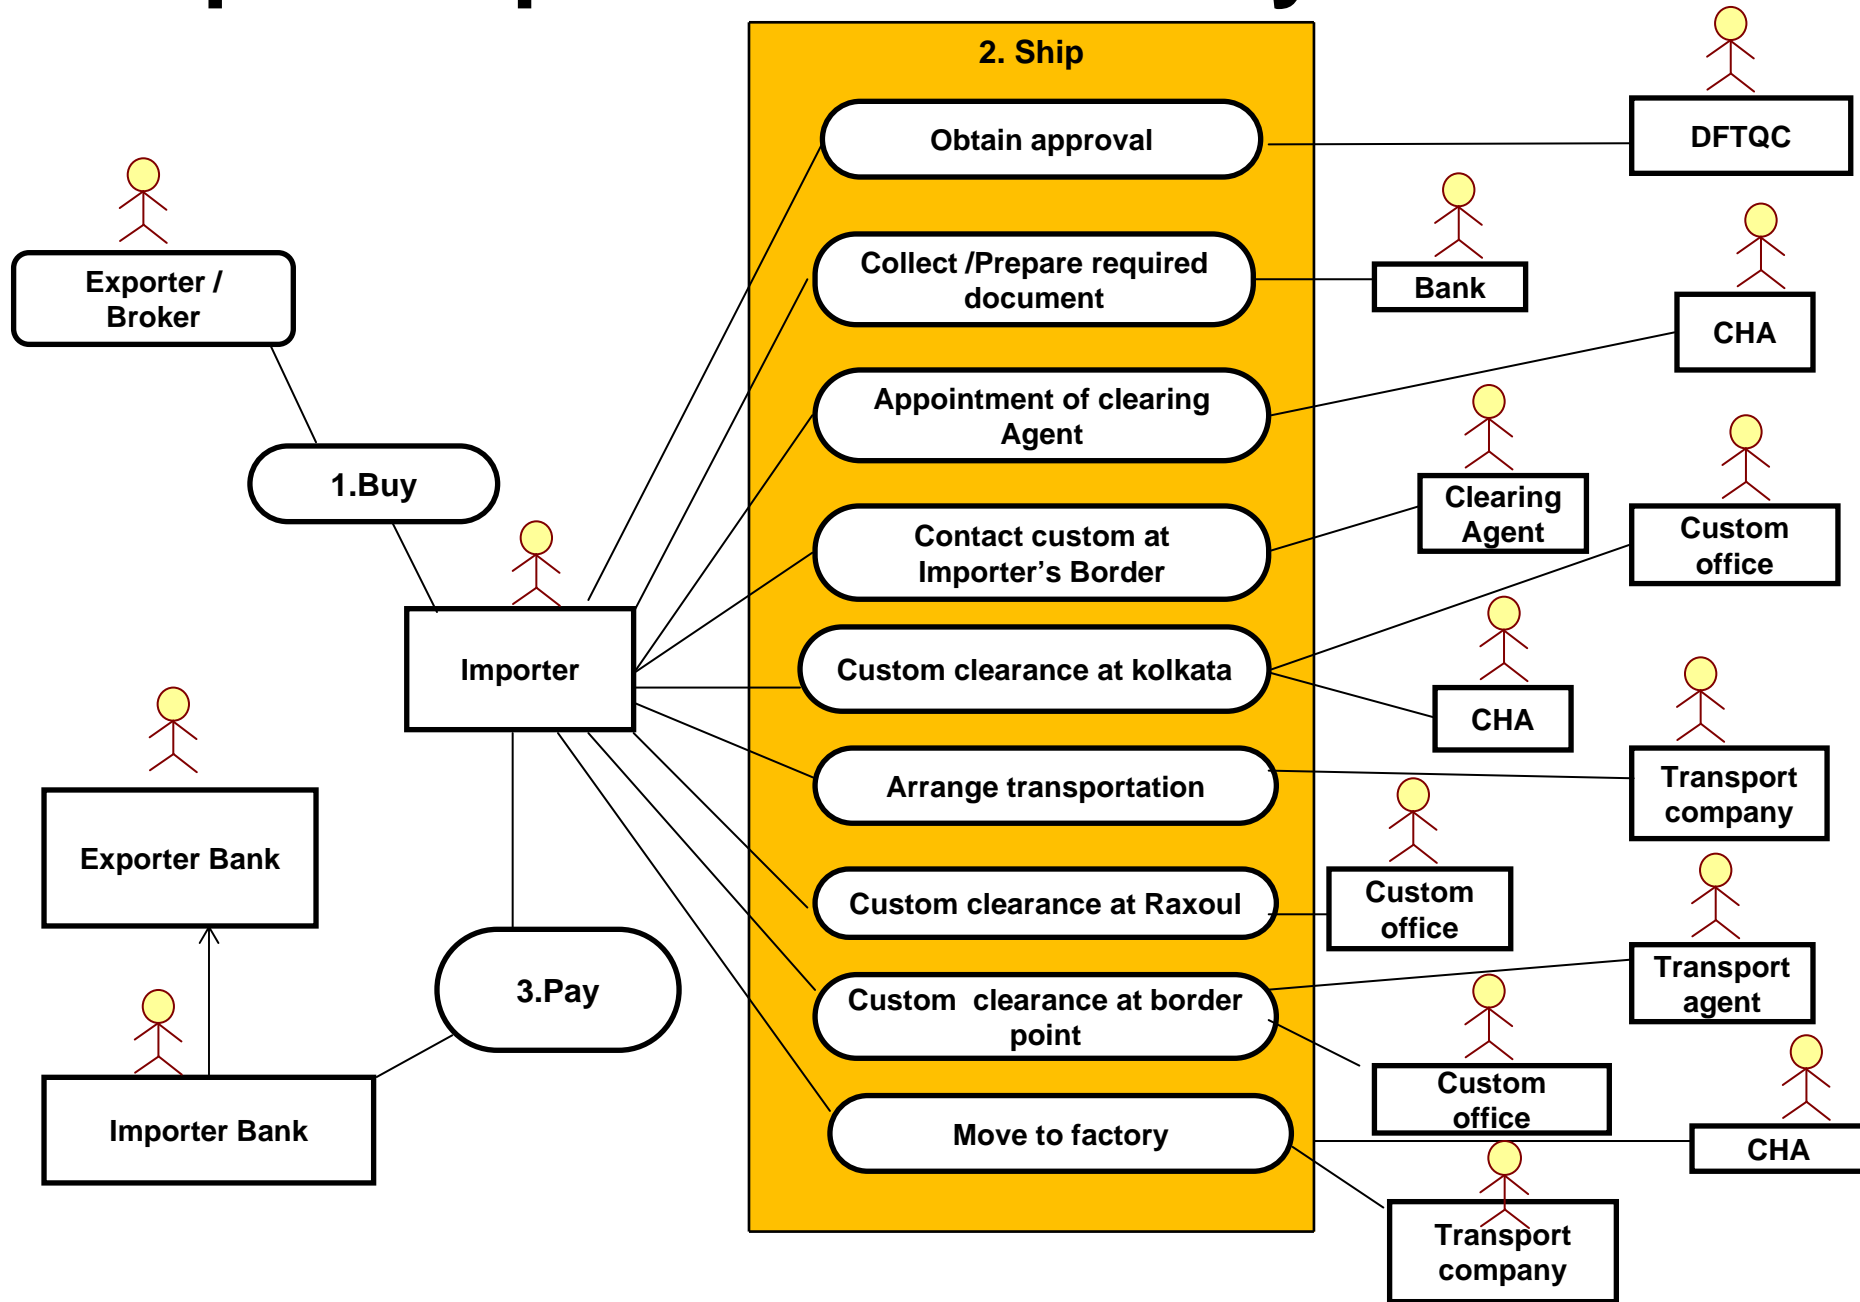 2. Ship
Obtain approval
DFTQC
Exporter /
Broker
Collect /Prepare required
document
Bank
CHA
Appointment of clearing
Agent
1.Buy
Clearing
Agent
Custom
office
Contact custom at
Importer’s Border
Importer
Custom clearance at kolkata
CHA
Arrange transportation
Transport
company
Exporter Bank
Custom clearance at Raxoul
Custom
office
3.Pay
Custom  clearance at border
point
Transport
agent
Custom
office
Importer Bank
Move to factory
CHA
Transport
company